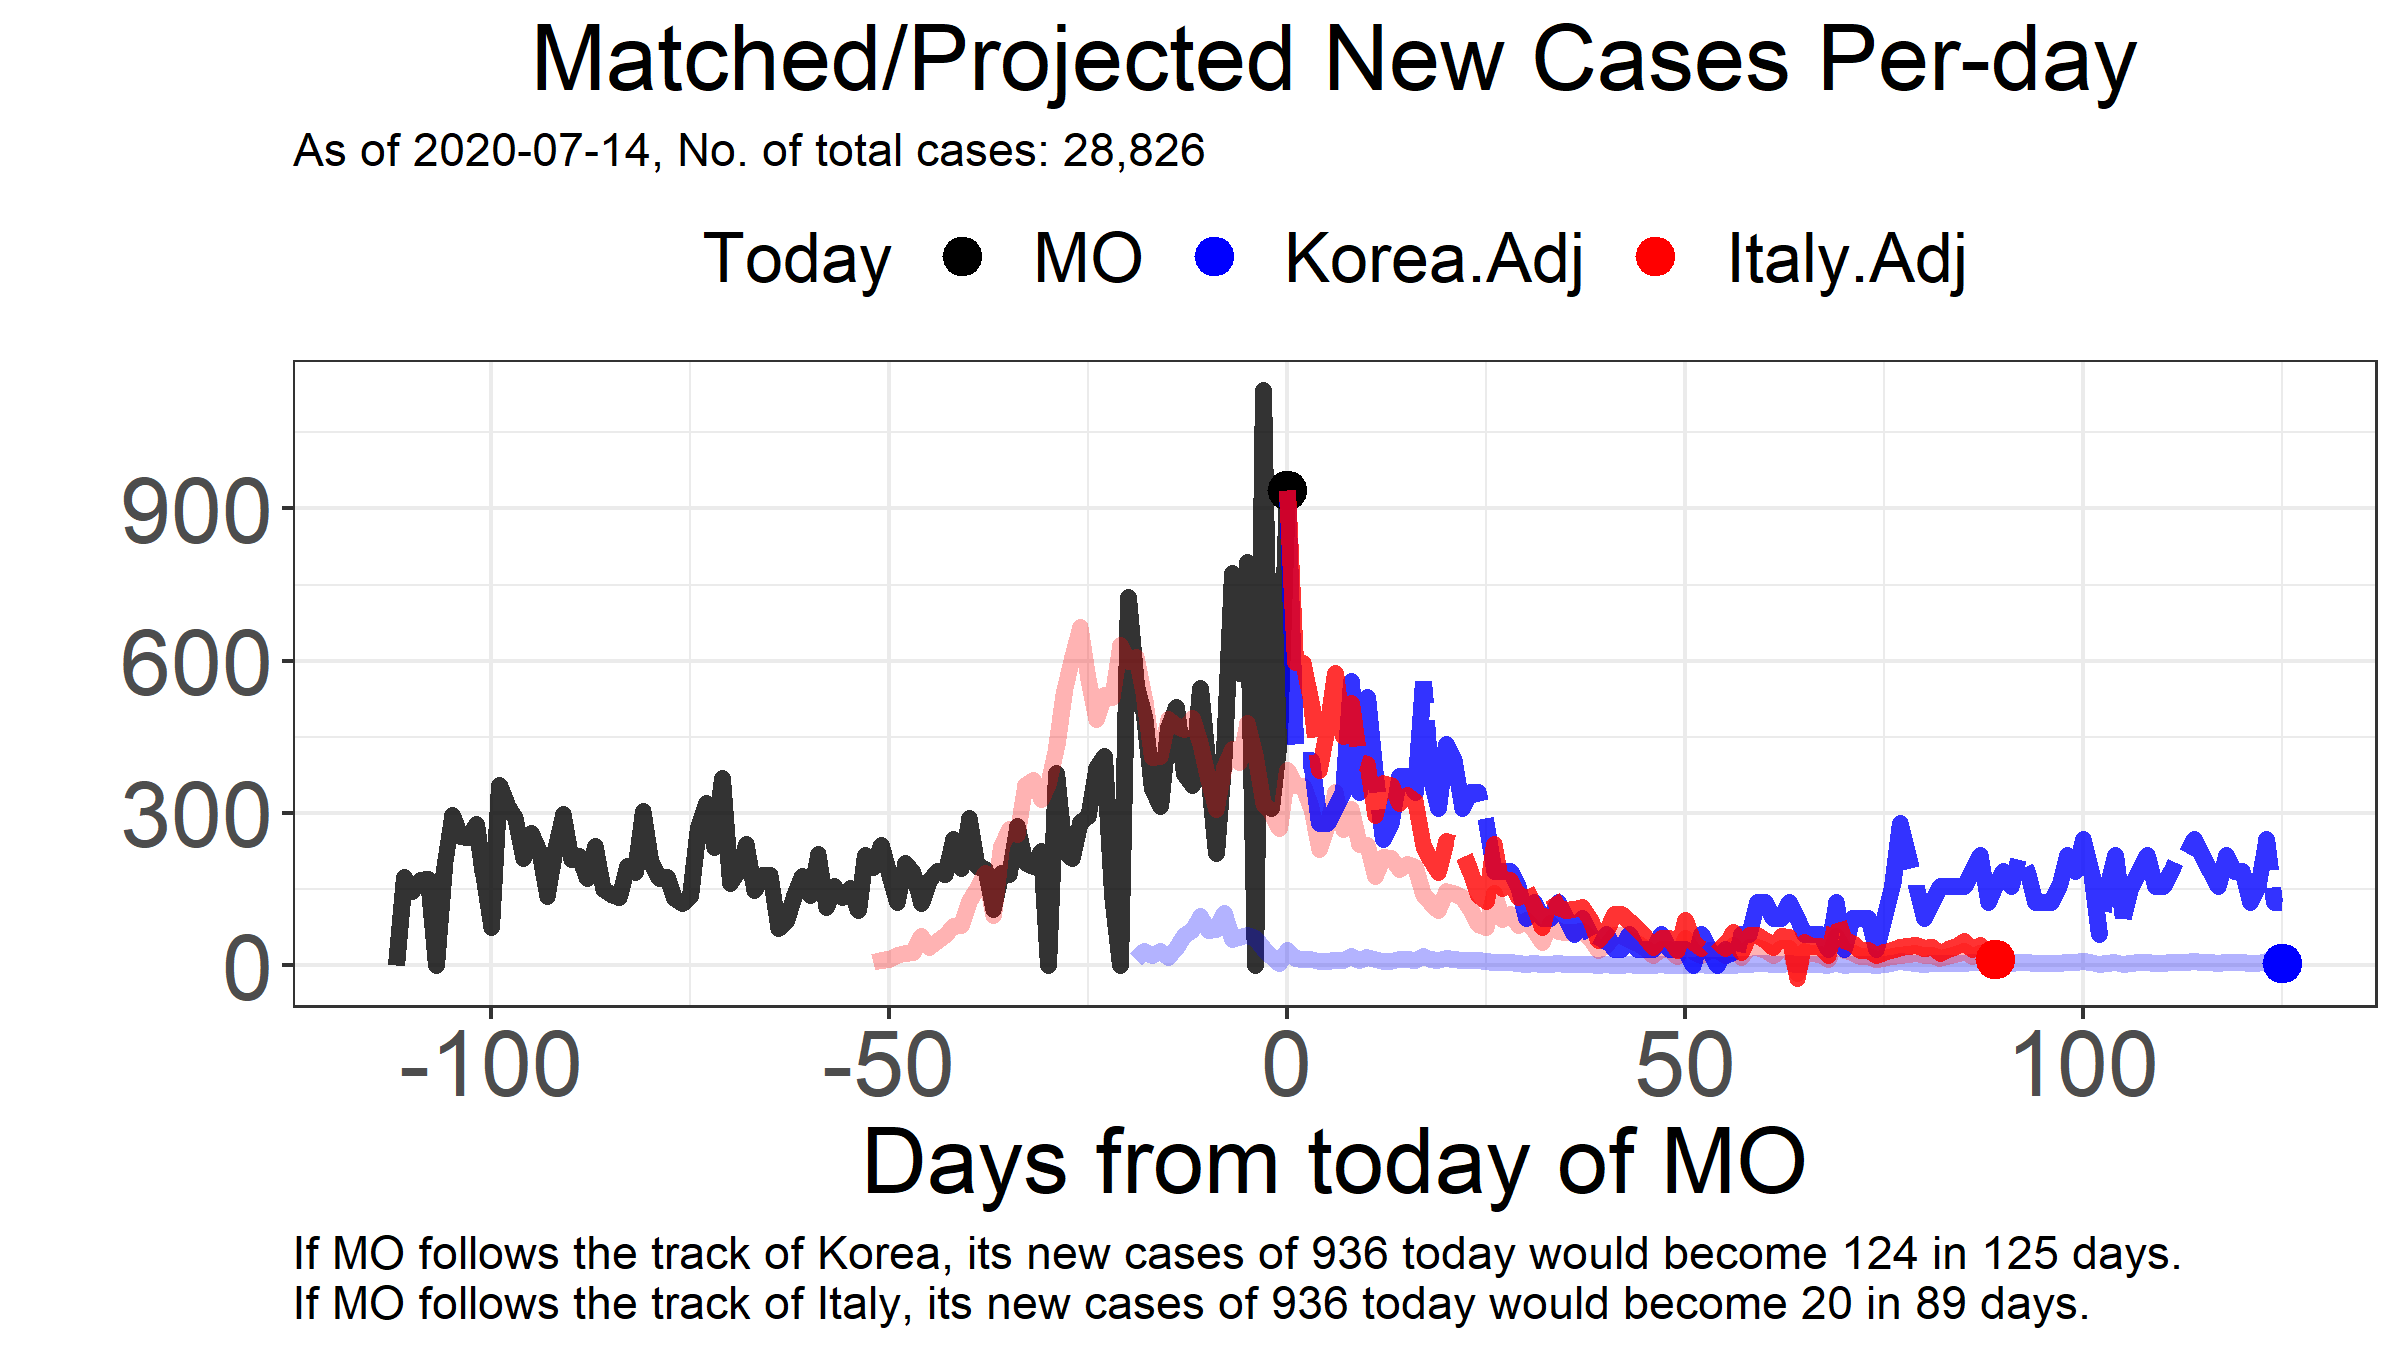 Matched/Projected New Cases Per-day
As of 2020-07-14, No. of total cases: 28,826
Today MO Korea.Adj Italy.Adj
900
600
300
0
-100 -50 0 50 100
Days from today of MO
If MO follows the track of Korea, its new cases of 936 today would become 124 in 125 days.
If MO follows the track of Italy, its new cases of 936 today would become 20 in 89 days.